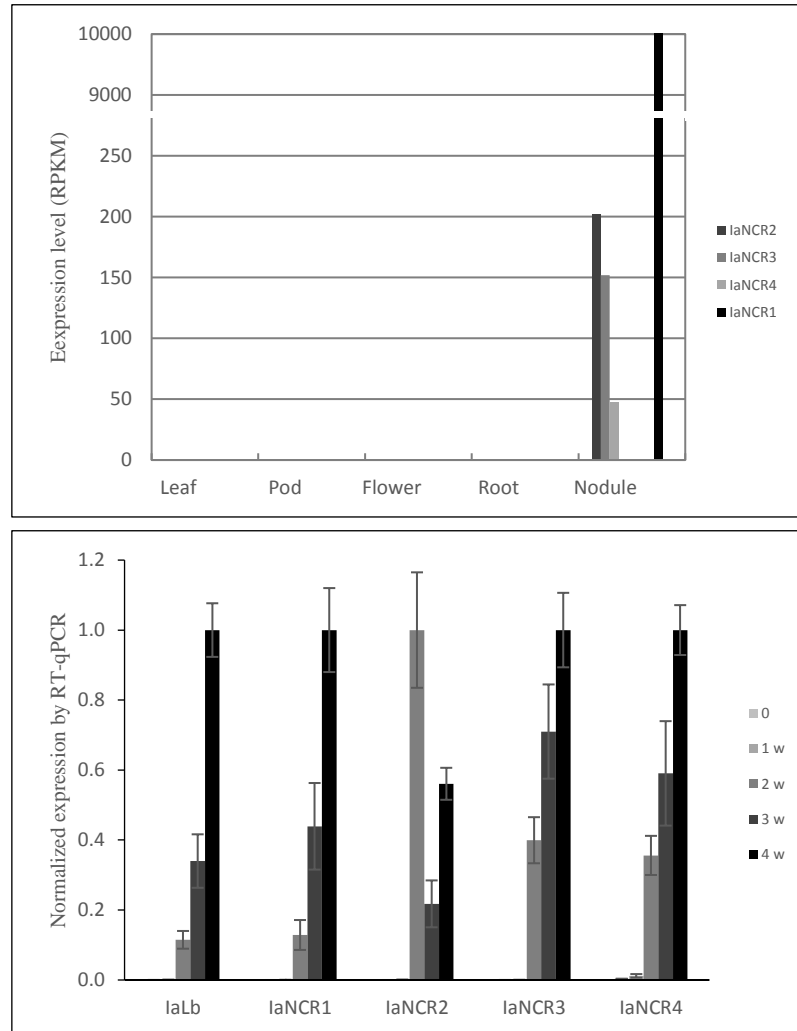 10000
9000
250
200
150
100
50
0
Eexpression level (RPKM)
Leaf Pod Flower Root Nodule
IaNCR2
IaNCR3
IaNCR4
IaNCR1
1.2
1.0
0.8
0.6
0.4
0.2
0.0
Normalized expression by RT-qPCR
IaLb IaNCR1 IaNCR2 IaNCR3 IaNCR4
0
1 w
2 w
3 w
4 w